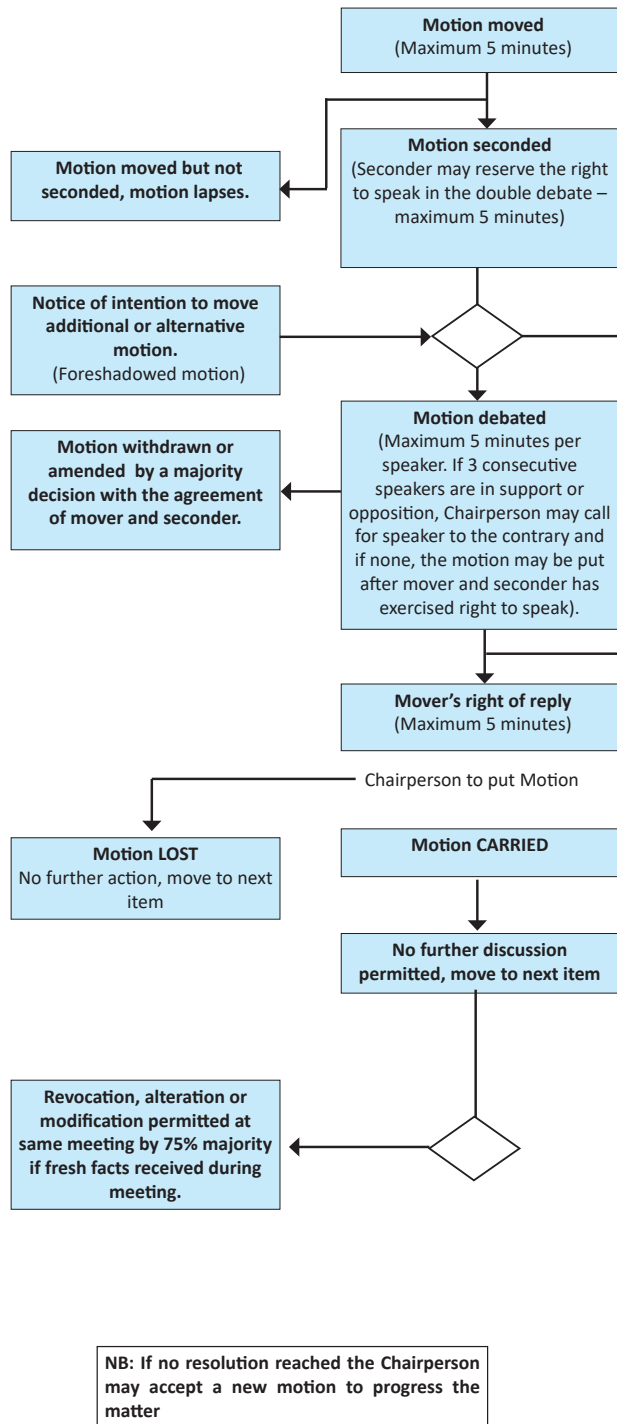 Motion moved
(Maximum 5 minutes)
Motion seconded
(Seconder may reserve the right
to speak in the double debate –
maximum 5 minutes)
Motion moved but not
seconded, motion lapses.
Notice of intention to move
additional or alternative
motion.
(Foreshadowed motion)
Motion debated
(Maximum 5 minutes per
speaker. If 3 consecutive
speakers are in support or
opposition, Chairperson may call
for speaker to the contrary and
if none, the motion may be put
after mover and seconder has
exercised right to speak).
Motion withdrawn or
amended by a majority
decision with the agreement
of mover and seconder.
Mover’s right of reply
(Maximum 5 minutes)
Chairperson to put Motion
Motion LOST
No further action, move to next
item
Motion CARRIED
No further discussion
permitted, move to next item
Revocation, alteration or
modification permitted at
same meeting by 75% majority
if fresh facts received during
meeting.
NB: If no resolution reached the Chairperson
may accept a new motion to progress the
matter